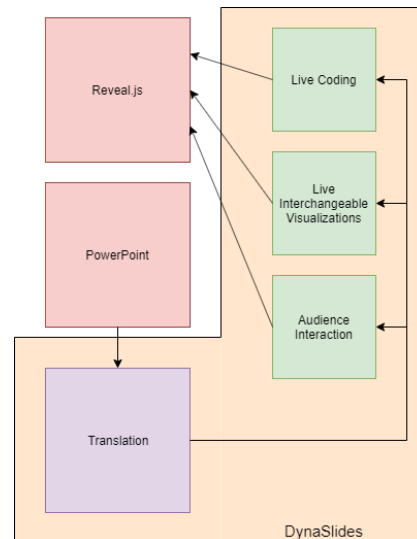 Reveal.js
Live Coding
Live
Interchangeable
Visualizations
PowerPoint
Audience
Interaction
Translation
DynaSlides